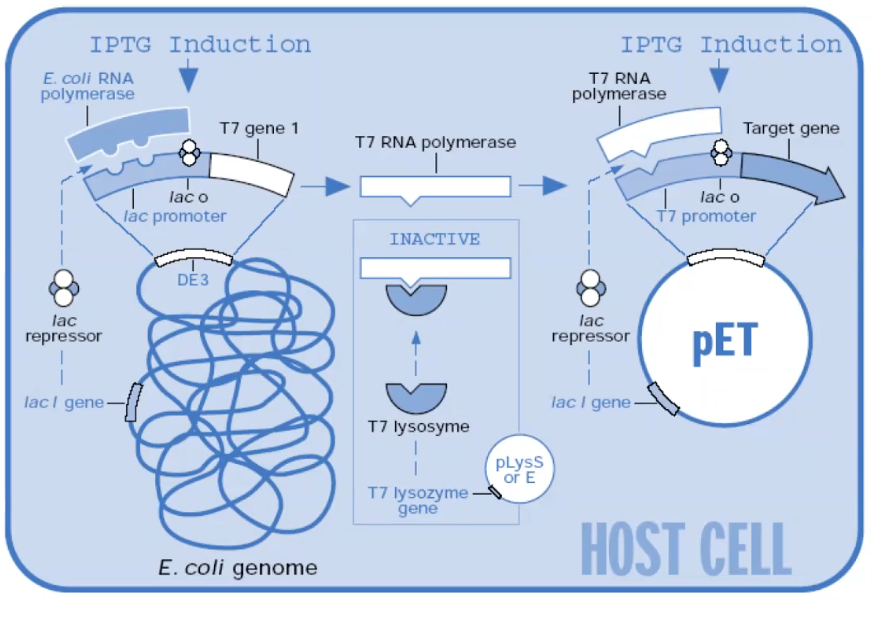 IPTG Induction
E. coli RNA
polymerase
T7 gene 1
lac o
lac promoter
DE3
lac
repressor
lac I gene
E. coli genome
T7 RNA polymerase
INACTIVE
T7 lysosyme
T7 lysozyme
gene
pLysS
or E
IPTG Induction
T7 RNA
polymerase
Target gene
lac o
T7 promoter
lac
repressor
lac I gene
pET
HOST CELL